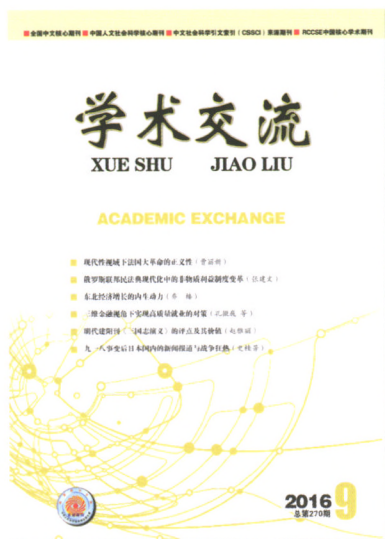 ■ 全国中文核心期刊 ■ 中国人文社会科学核心期刊 ■ 中文社会科学引文索引（CSSCI）来源期刊 ■ RCCSE中国核心学术期刊
学术交流
XUE SHU JIAO LIU
ACADEMIC EXCHANGE
■ 现代性视域下法国大革命的正义性（
■ 俄罗斯联邦民法典现代化中的非物质利益制度变革（张建文）
■ 东北经济增长的内生动力（乔 榛）
■ 三维金融视角下实现高质量就业的对策（ 等）
■ 明代建阳刊《三国志演义》的评点及其价值（
■ 九一八事变后日本国内的新闻报道与战争狂热（
2016 9
总第270期